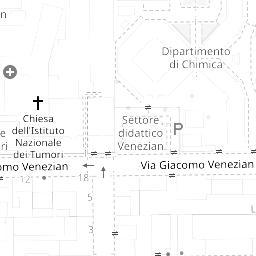 Dipartimento
di Chimica
Chiesa
dell'Istituto
Nazionale
dei Tumori
Settore
didattico
Venezian
P
Via Giacomo Venezian
omo Venezian
12
18
5
3